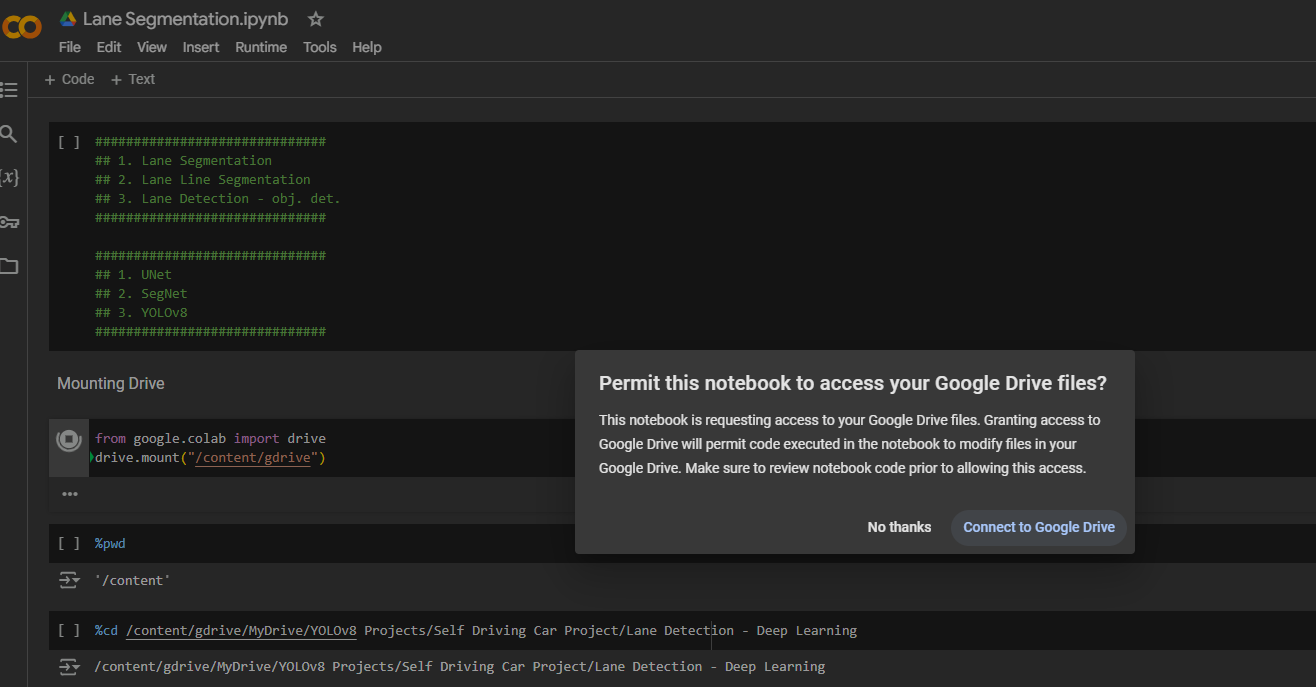 Lane Segmentation.ipynb
File Edit View Insert Runtime Tools Help
+ Code + Text
[ ] ##############################
## 1. Lane Segmentation
## 2. Lane Line Segmentation
## 3. Lane Detection - obj. det.
##############################
##############################
## 1. UNet
## 2. SegNet
## 3. YOLOv8
##############################
Mounting Drive
from google.colab import drive
drive.mount("/content/gdrive")
Permit this notebook to access your Google Drive files?
This notebook is requesting access to your Google Drive files. Granting access to
Google Drive will permit code executed in the notebook to modify files in your
Google Drive. Make sure to review notebook code prior to allowing this access.
No thanks Connect to Google Drive
[ ] %pwd
'/content'
[ ] %cd /content/gdrive/MyDrive/YOLOv8 Projects/Self Driving Car Project/Lane Detection - Deep Learning
/content/gdrive/MyDrive/YOLOv8 Projects/Self Driving Car Project/Lane Detection - Deep Learning